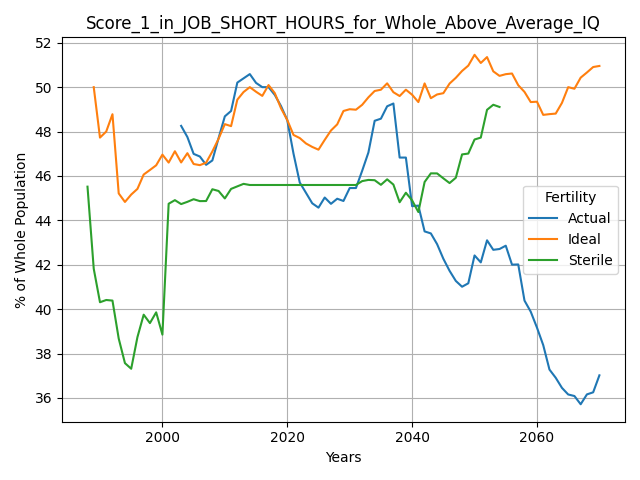 Score_1_in_JOB_SHORT_HOURS_for_Whole_Above_Average_IQ
% of Whole Population
52
50
48
46
44
42
40
38
36
Fertility
Actual
Ideal
Sterile
2000
2020
2040
2060
Years